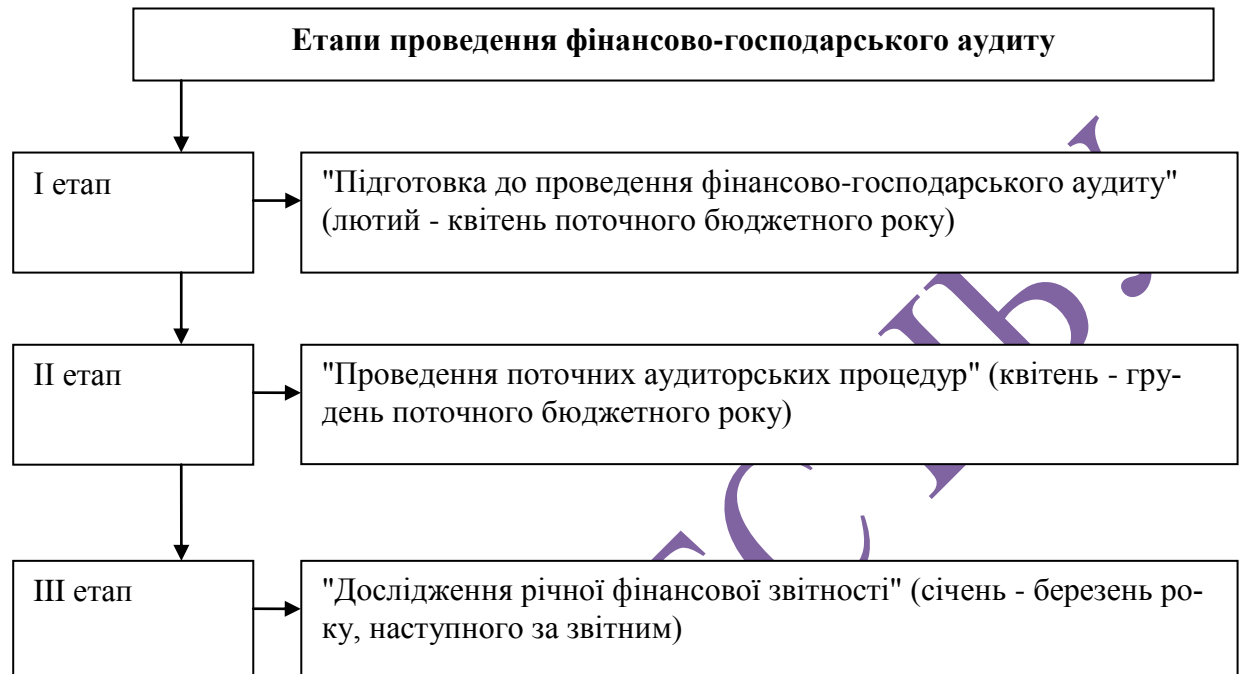 Етапи проведення фінансово-господарського аудиту
І етап
"Підготовка до проведення фінансово-господарського аудиту"
(лютий - квітень поточного бюджетного року)
ІІ етап
"Проведення поточних аудиторських процедур" (квітень - гру-
день поточного бюджетного року)
ІІІ етап
"Дослідження річної фінансової звітності" (січень - березень ро-
ку, наступного за звітним)